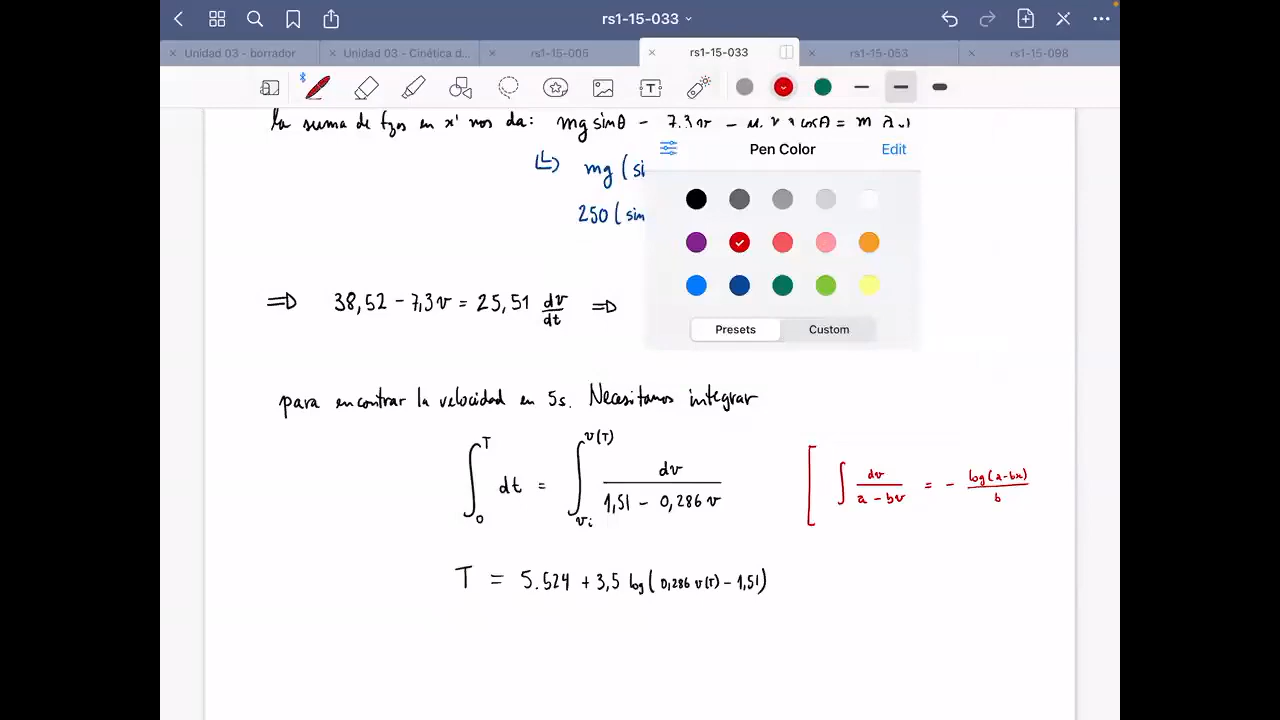 rs1-15-033
Unidad 03 - borrador
Unidad 03 - Cinética d...
rs1-15-006
rs1-15-033
rs1-15-053
rs1-15-098
la suma de fzas en x' nos da: mg sinθ - 7.3v
Pen Color
Edit
mg (si
250 (sin
Presets
Custom
⇒ 38,52 - 7,3v = 25,51 dv/dt ⇒
para encontrar la velocidad en 5s. Necesitamos integrar
∫₀ᵀ dt = ∫ᵥᵢ^v(T) dv / 1,51 - 0,286v
[ ∫ dv / a - bv = - log(a-bx) / b
T = 5.524 + 3,5 log(0,286 v(T) - 1,51)